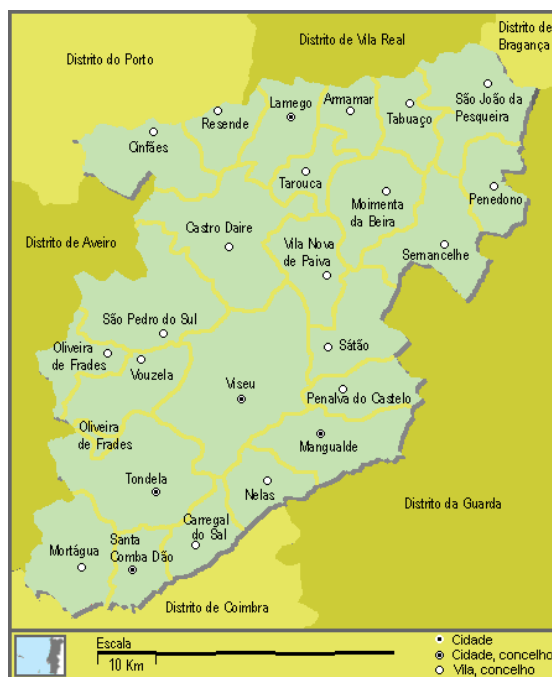 Distrito de Vila Real
Distrito de
Bragança
Distrito do Porto
Cinfães
Resende
Lamego
Armamar
Tabuaço
São João da
Pesqueira
Tarouca
Moimenta
da Beira
Penedono
Distrito de Aveiro
Castro Daire
Vila Nova
de Paiva
Sernancelhe
São Pedro do Sul
Oliveira
de Frades
Vouzela
Sátão
Viseu
Penalva do Castelo
Oliveira
de Frades
Mangualde
Tondela
Nelas
Distrito da Guarda
Carregal
do Sal
Santa
Comba Dão
Mortágua
Distrito de Coimbra
Escala
10 Km
Cidade
Cidade, concelho
Vila, concelho